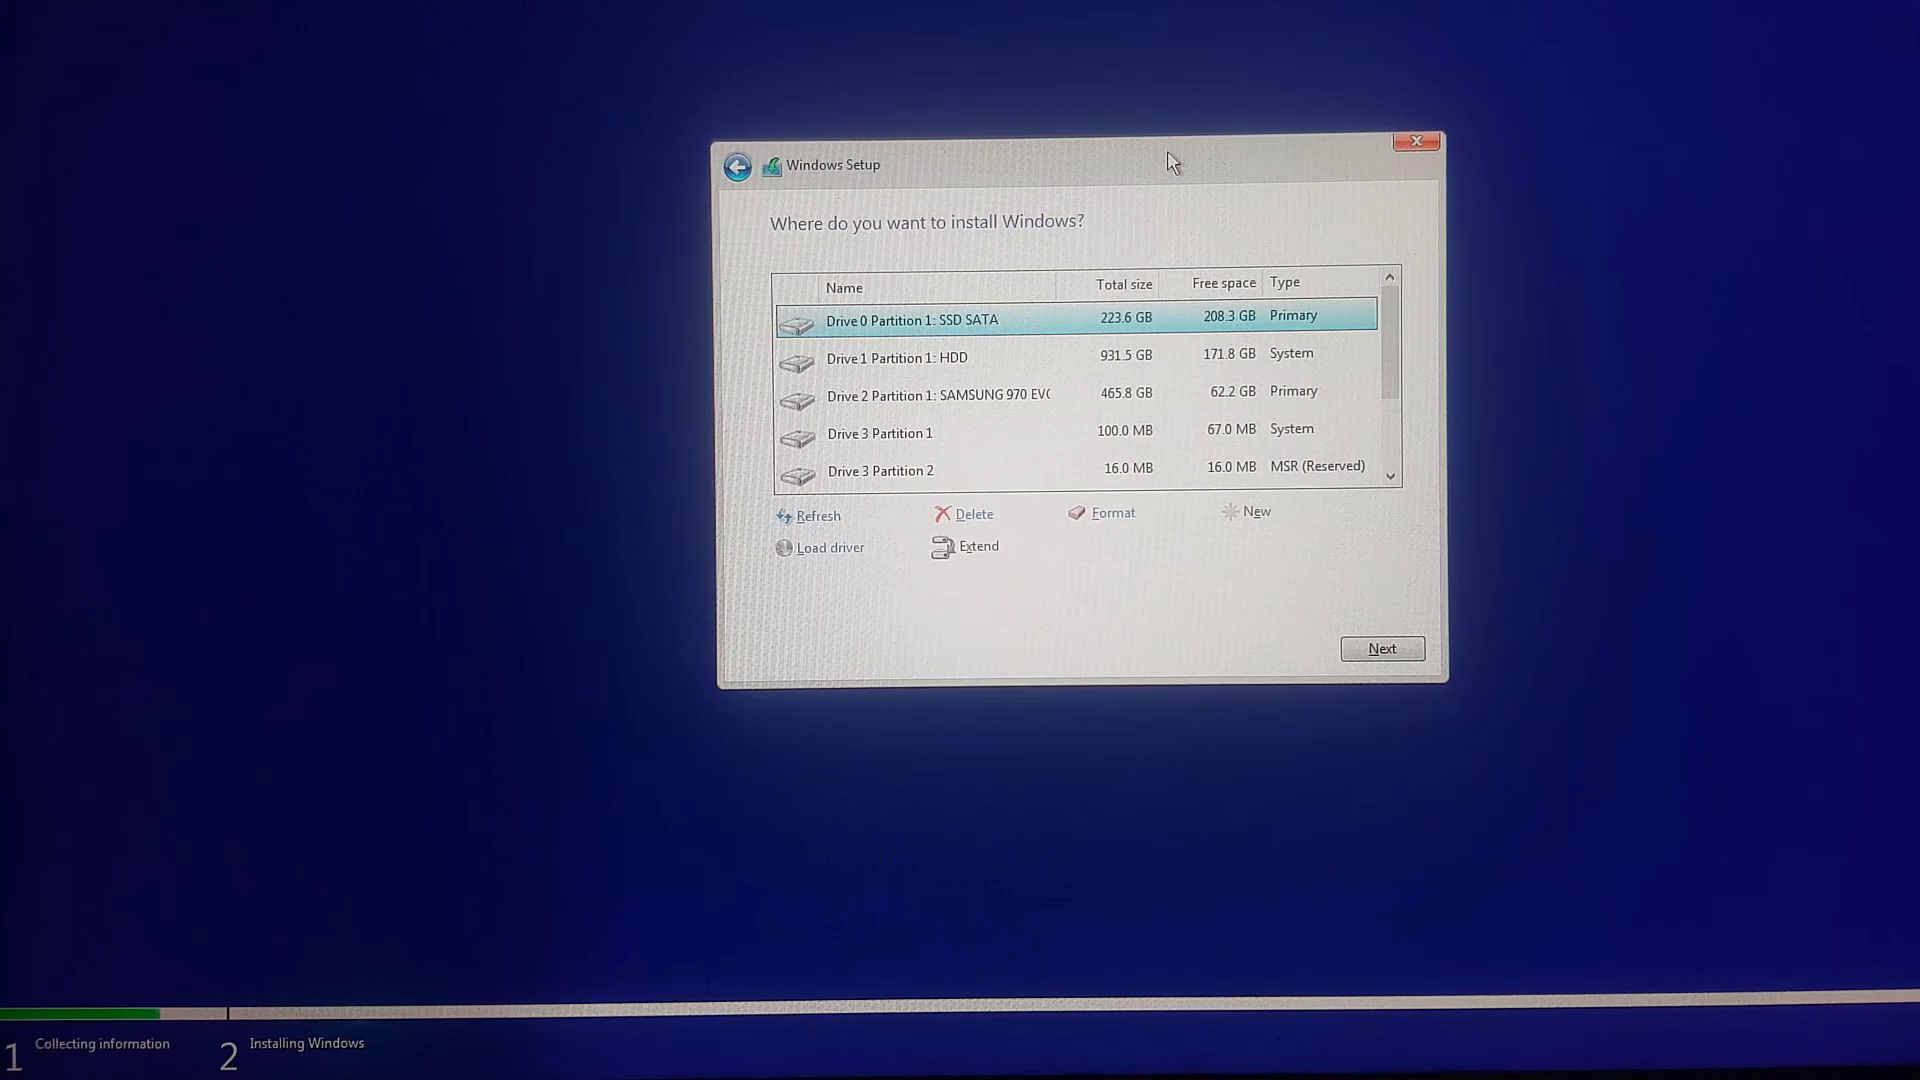 Windows Setup
Where do you want to install Windows?
Name Total size Free space Type
Drive 0 Partition 1: SSD SATA 223.6 GB 208.3 GB Primary
Drive 1 Partition 1: HDD 931.5 GB 171.8 GB System
Drive 2 Partition 1: SAMSUNG 970 EVO 465.8 GB 62.2 GB Primary
Drive 3 Partition 1 100.0 MB 67.0 MB System
Drive 3 Partition 2 16.0 MB 16.0 MB MSR (Reserved)
Refresh Delete Format New
Load driver Extend
Next
1 Collecting information 2 Installing Windows